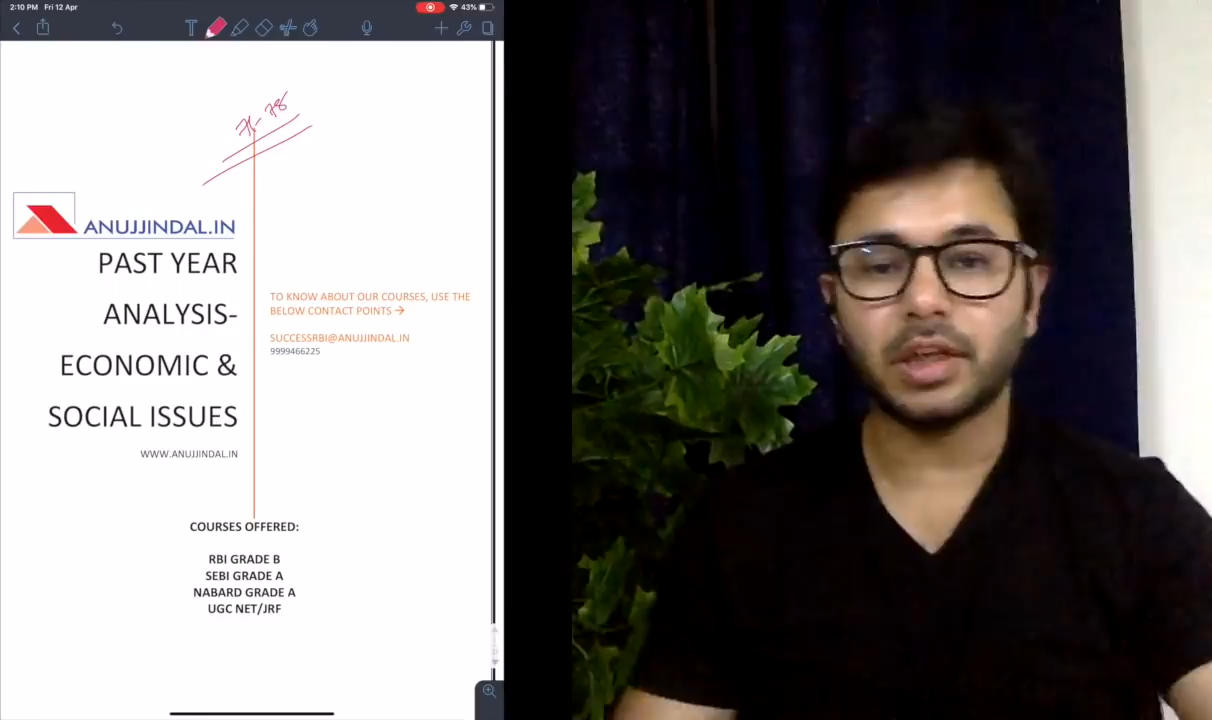 2:10 PM Fri 12 Apr
43%
T
76-78
ANUJJINDAL.IN
PAST YEAR
ANALYSIS-
ECONOMIC &
SOCIAL ISSUES
WWW.ANUJJINDAL.IN
TO KNOW ABOUT OUR COURSES, USE THE
BELOW CONTACT POINTS →
SUCCESSRBI@ANUJJINDAL.IN
9999466225
COURSES OFFERED:
RBI GRADE B
SEBI GRADE A
NABARD GRADE A
UGC NET/JRF